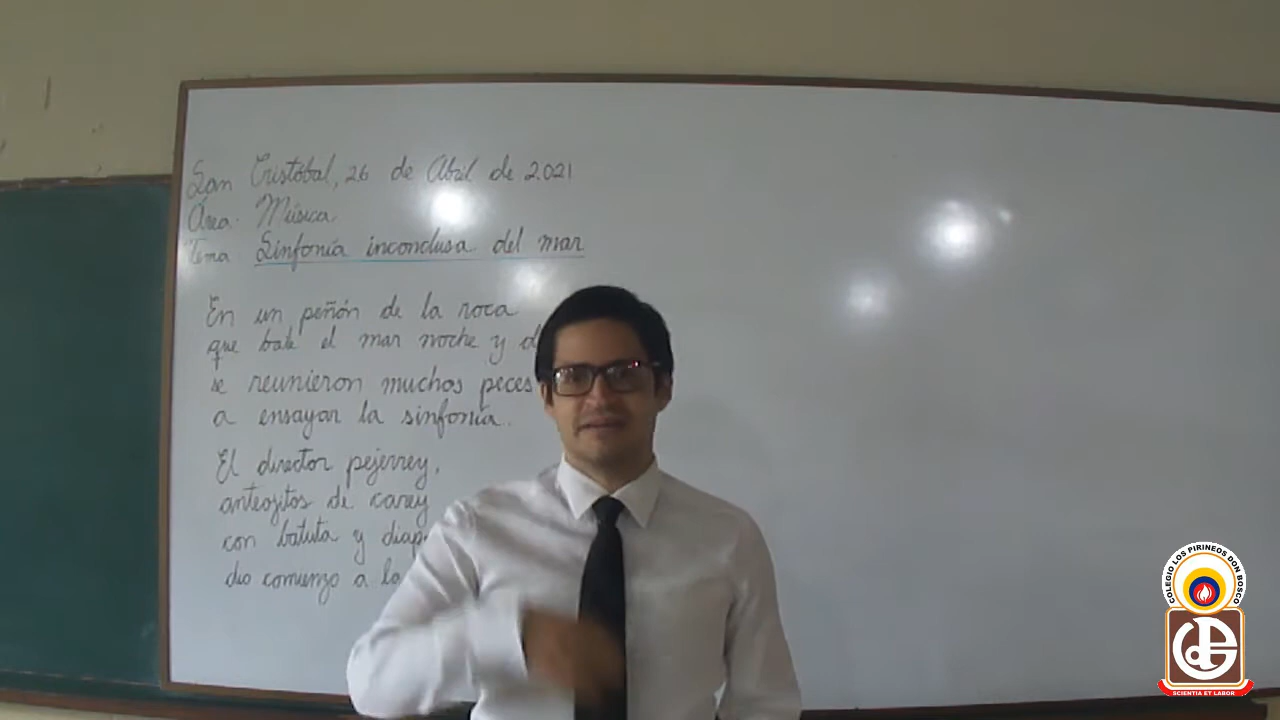 San Cristóbal, 26 de Abril de 2021
Área: Música
Tema Sinfonía inconclusa del mar
En un peñón de la roca
que bate el mar noche y
se reunieron muchos peces
a ensayar la sinfonía.
El director pejerrey,
anteojitos de carey
con batuta y
dio comienzo a la
COLEGIO LOS PIRINEOS DON BOSCO
SCIENTIA ET LABOR